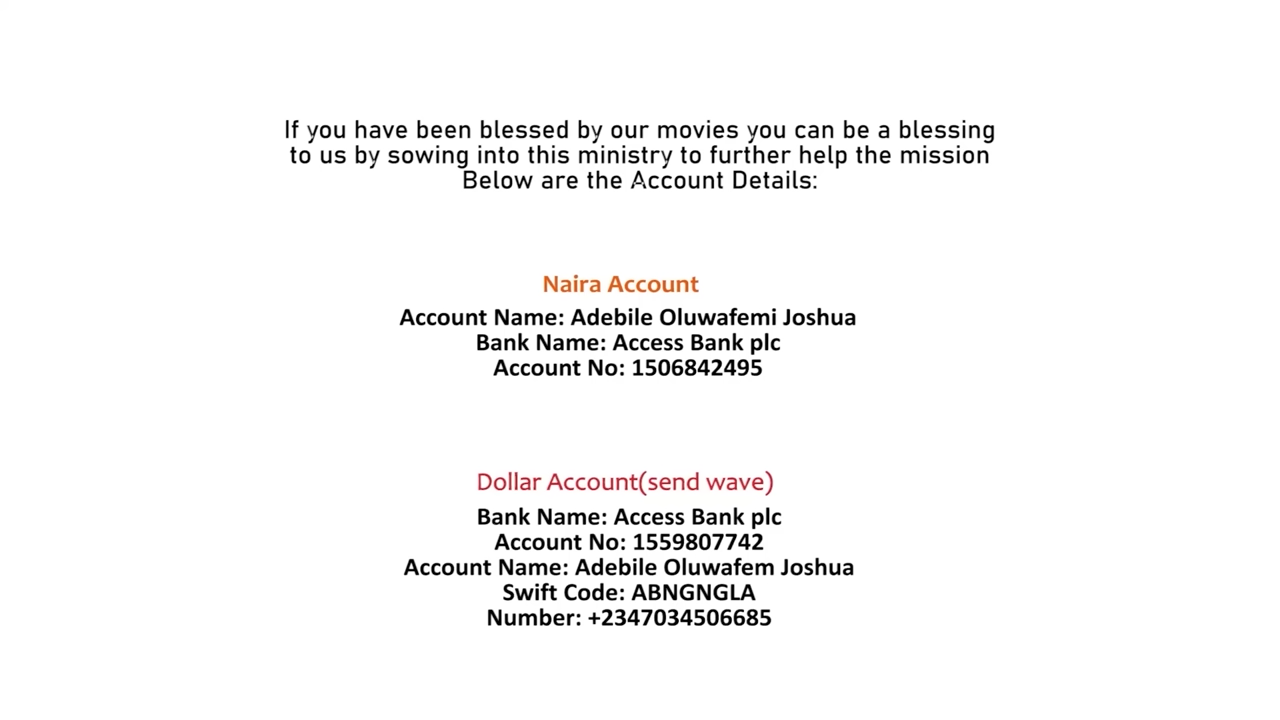 If you have been blessed by our movies you can be a blessing
to us by sowing into this ministry to further help the mission
Below are the Account Details:
Naira Account
Account Name: Adebile Oluwafemi Joshua
Bank Name: Access Bank plc
Account No: 1506842495
Dollar Account(send wave)
Bank Name: Access Bank plc
Account No: 1559807742
Account Name: Adebile Oluwafem Joshua
Swift Code: ABNGNGLA
Number: +2347034506685